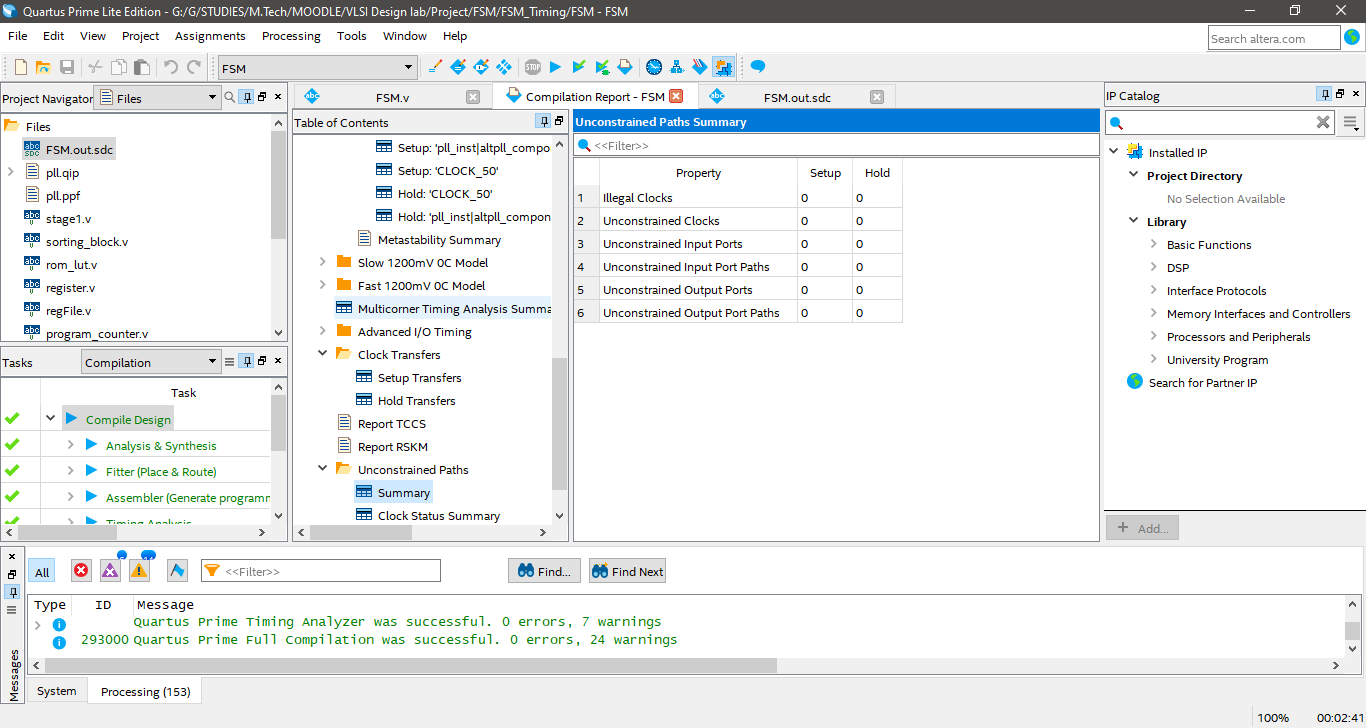 Quartus Prime Lite Edition - G:/G/STUDIES/M.Tech/MOODLE/VLSI Design lab/Project/FSM/FSM_Timing/FSM - FSM
File Edit View Project Assignments Processing Tools Window Help
Search altera.com
FSM
Project Navigator Files
Files
FSM.out.sdc
pll.qip
pll.ppf
stage1.v
sorting_block.v
rom_lut.v
register.v
regFile.v
program_counter.v
Tasks Compilation
Task
Compile Design
Analysis & Synthesis
Fitter (Place & Route)
Assembler (Generate programm
Timing Analysis
FSM.v
Compilation Report - FSM
FSM.out.sdc
Table of Contents
Setup: 'pll_inst|altpll_compo
Setup: 'CLOCK_50'
Hold: 'CLOCK_50'
Hold: 'pll_inst|altpll_compon
Metastability Summary
Slow 1200mV 0C Model
Fast 1200mV 0C Model
Multicorner Timing Analysis Summa
Advanced I/O Timing
Clock Transfers
Setup Transfers
Hold Transfers
Report TCCS
Report RSKM
Unconstrained Paths
Summary
Clock Status Summary
Unconstrained Paths Summary
<<Filter>>
Property Setup Hold
1 Illegal Clocks 0 0
2 Unconstrained Clocks 0 0
3 Unconstrained Input Ports 0 0
4 Unconstrained Input Port Paths 0 0
5 Unconstrained Output Ports 0 0
6 Unconstrained Output Port Paths 0 0
IP Catalog
Installed IP
Project Directory
No Selection Available
Library
Basic Functions
DSP
Interface Protocols
Memory Interfaces and Controllers
Processors and Peripherals
University Program
Search for Partner IP
+ Add...
All <<Filter>> Find... Find Next
Type ID Message
Quartus Prime Timing Analyzer was successful. 0 errors, 7 warnings
293000 Quartus Prime Full Compilation was successful. 0 errors, 24 warnings
Messages
System Processing (153)
100% 00:02:41